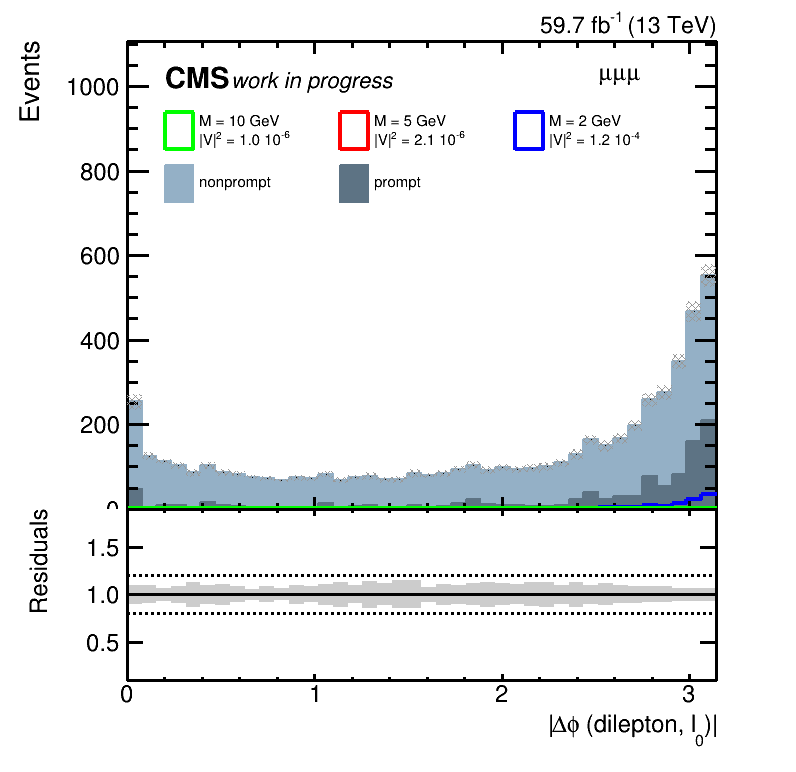 59.7 fb⁻¹ (13 TeV)
Events
CMS work in progress
μμμ
M = 10 GeV
|V|² = 1.0 10⁻⁶
M = 5 GeV
|V|² = 2.1 10⁻⁶
M = 2 GeV
|V|² = 1.2 10⁻⁴
nonprompt
prompt
1000
800
600
400
200
0
Residuals
1.5
1.0
0.5
0 1 2 3
|Δϕ (dilepton, l₀)|